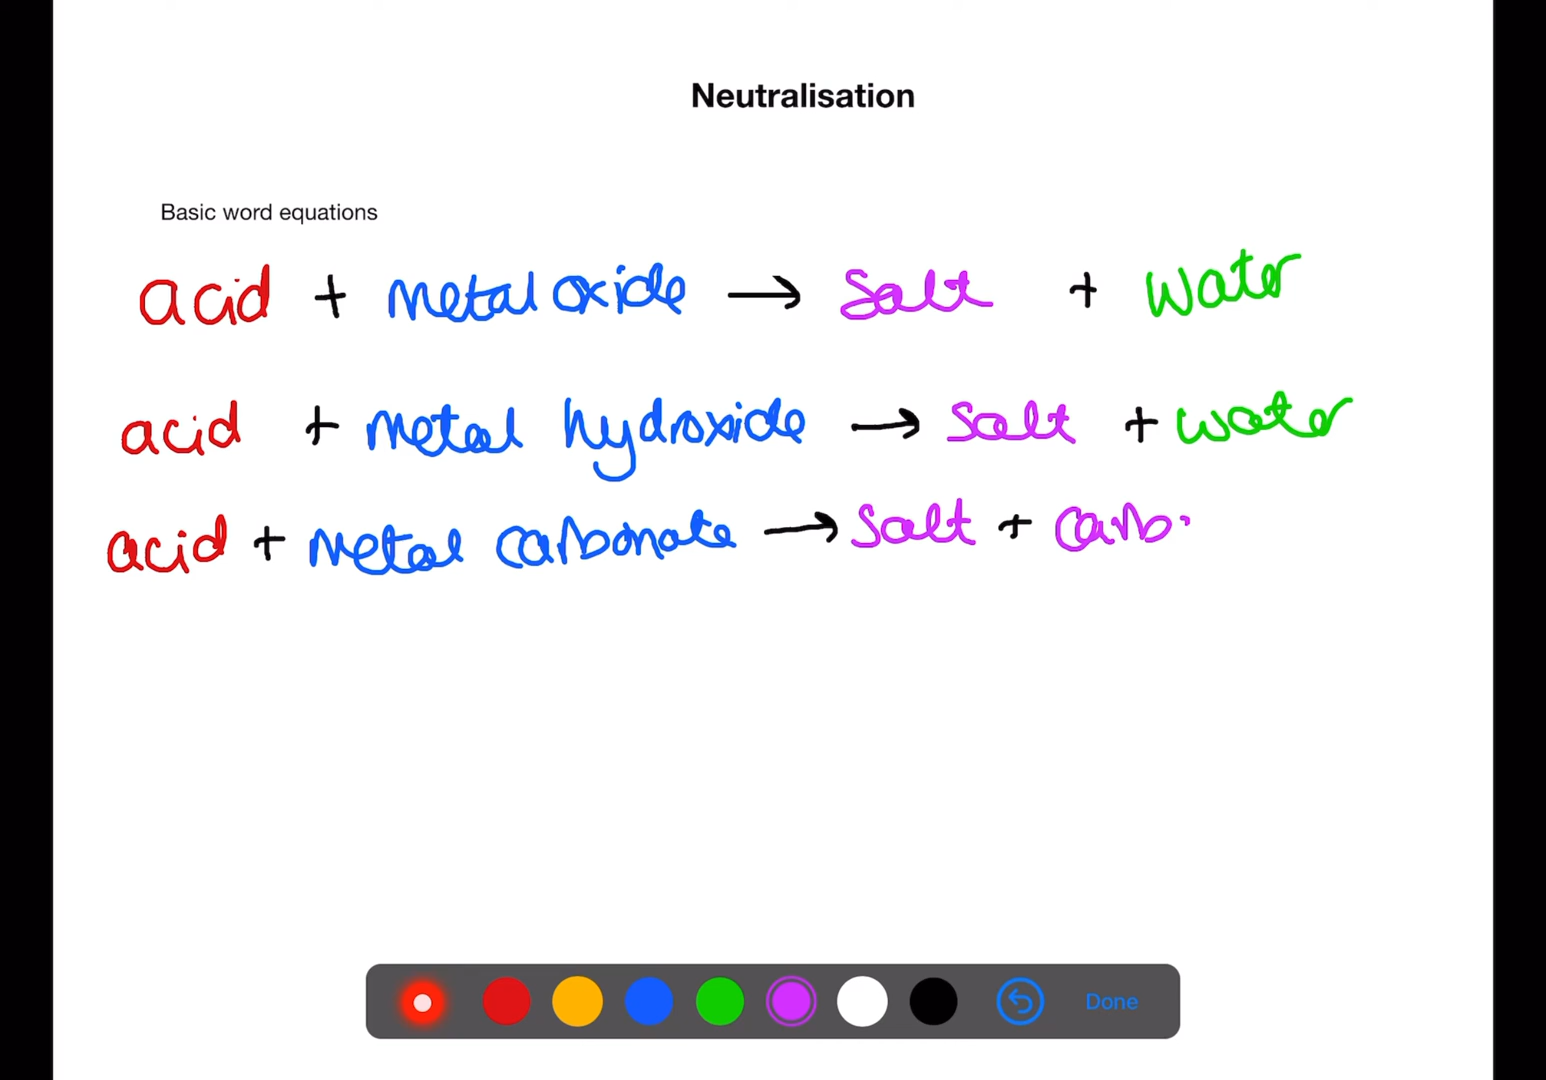 Neutralisation
Basic word equations
acid + metal oxide → salt + water
acid + metal hydroxide → salt + water
acid + metal carbonate → salt + carb
Done